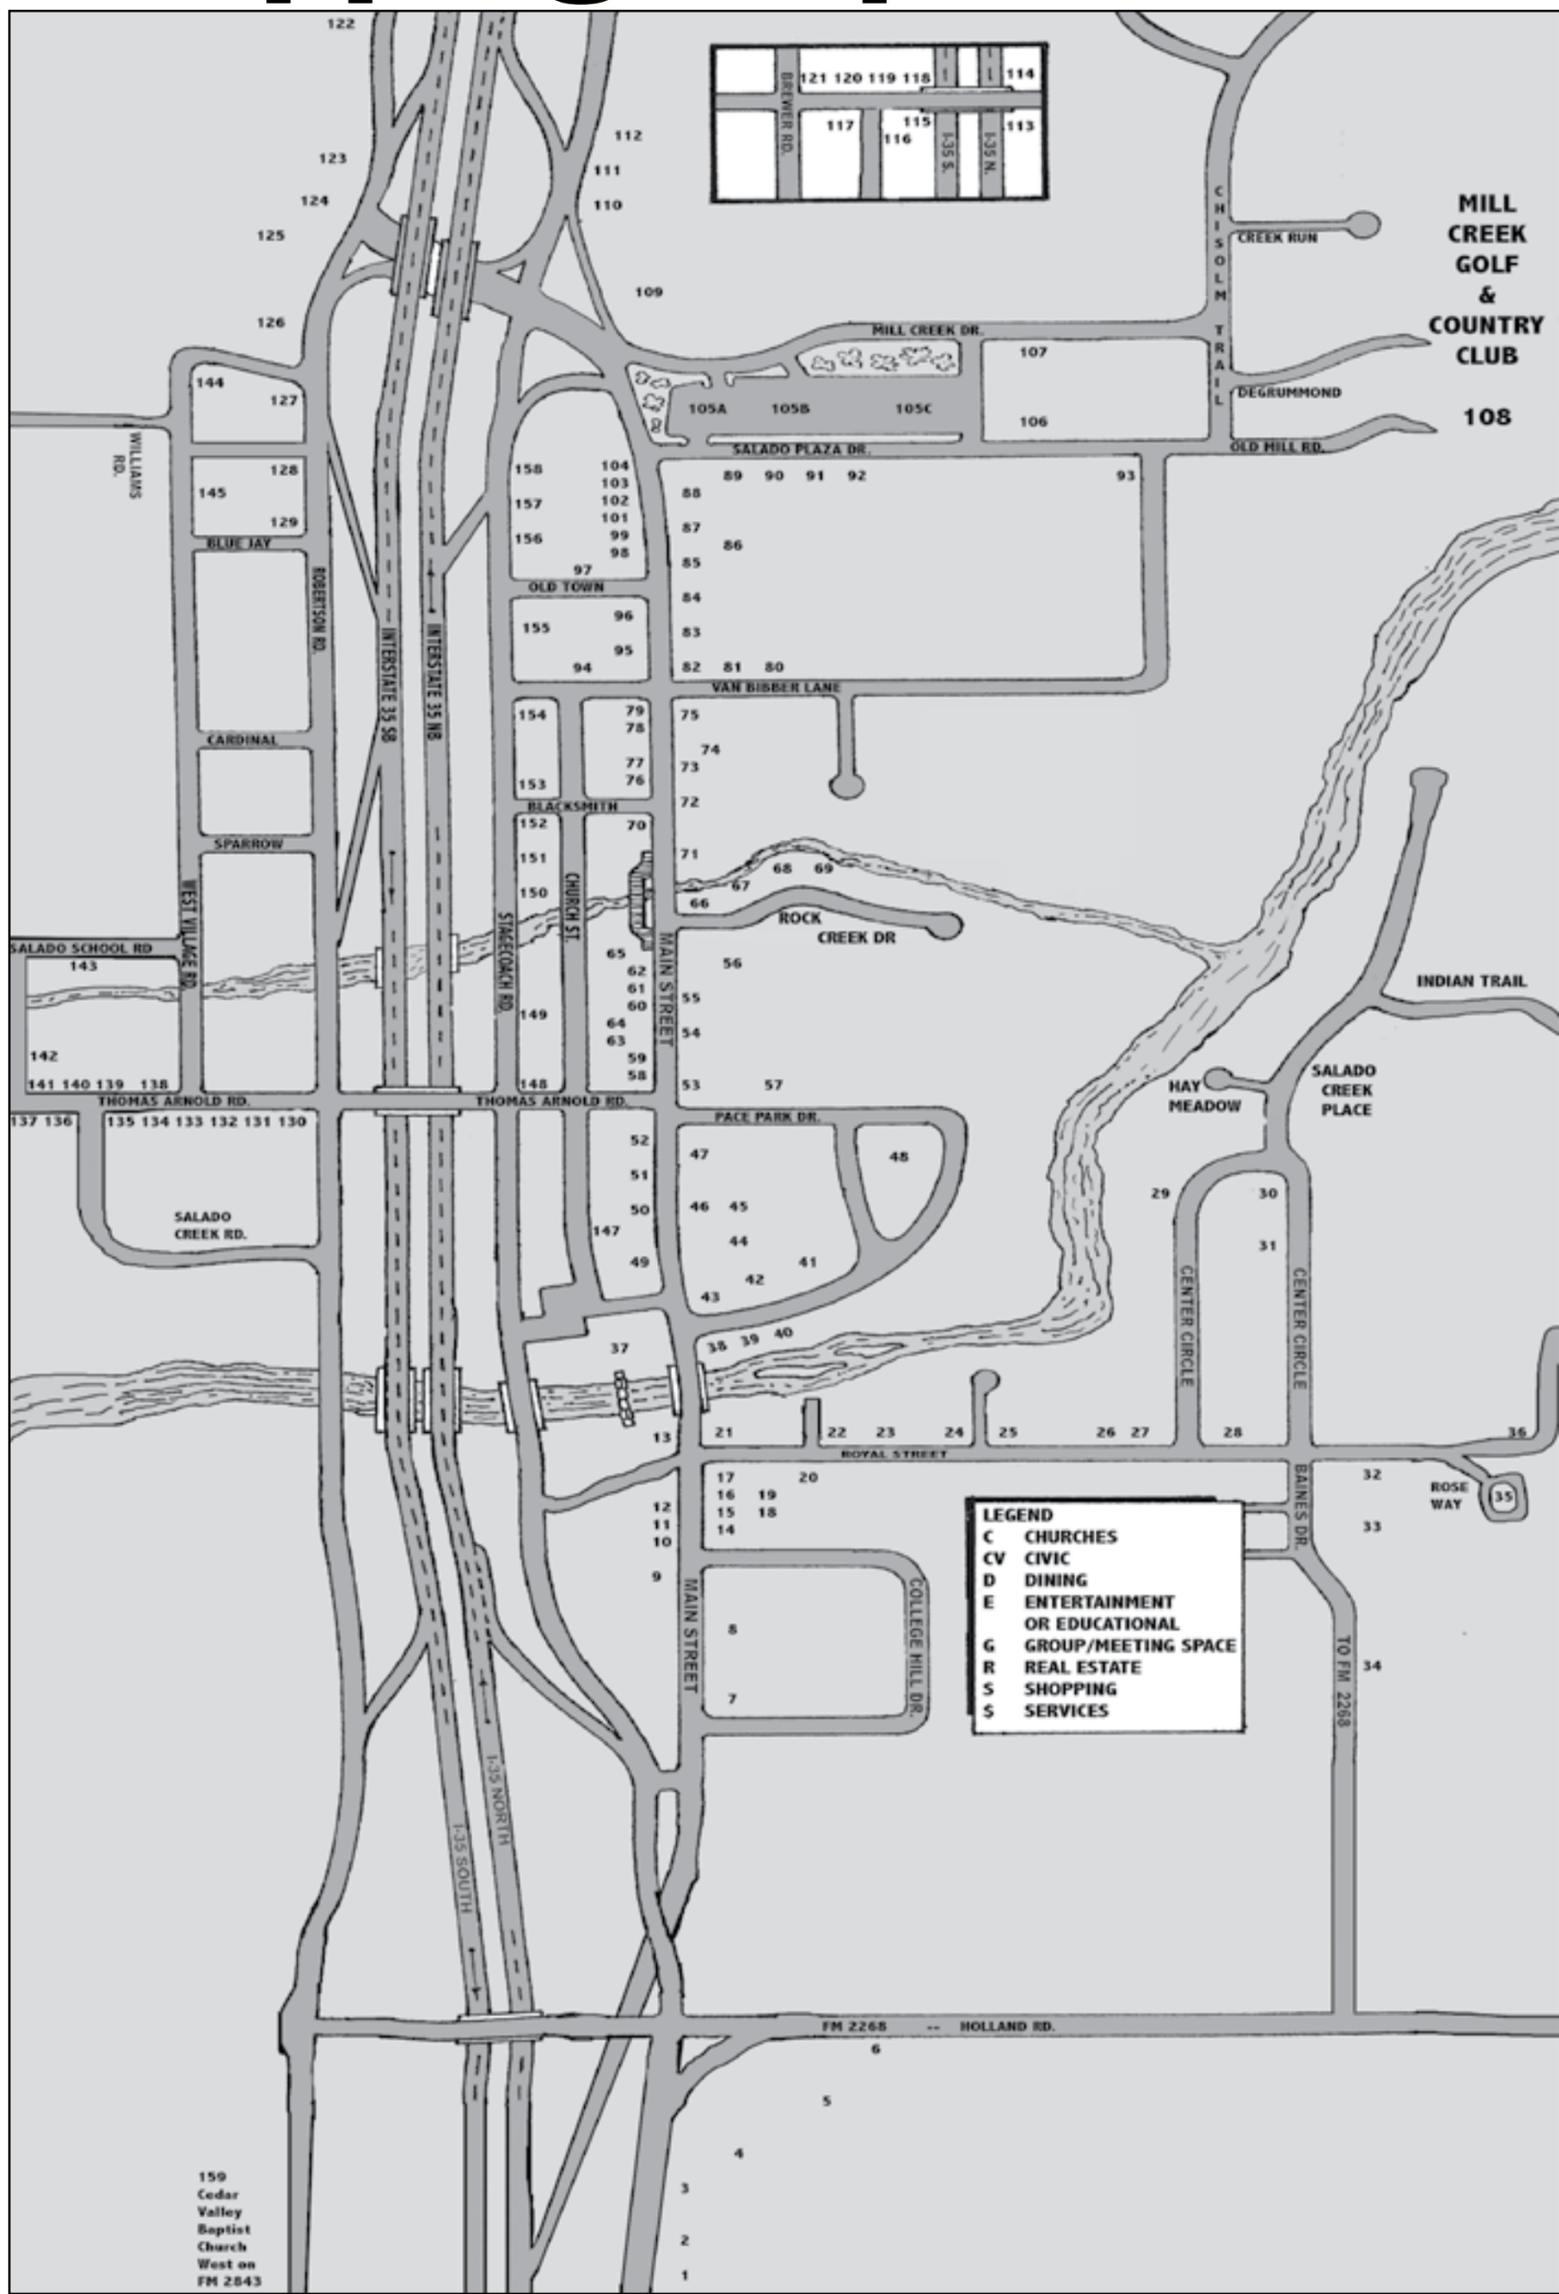 122
121 120 119 118
114
BREWER RD.
117
116
115
113
I-35 S.
I-35 N.
112
123
111
124
110
125
109
126
CHISOLM TRAIL
CREEK RUN
MILL
CREEK
GOLF
&
COUNTRY
CLUB
108
MILL CREEK DR.
107
106
DEGRUMMOND
OLD MILL RD.
105A
105B
105C
SALADO PLAZA DR.
144
127
WILLIAMS
RD.
128
145
129
BLUE JAY
ROBERTSON RD.
INTERSTATE 35 SB
INTERSTATE 35 NB
158
157
156
104
103
102
101
99
98
97
88
87
86
85
84
83
82
81
80
89
90
91
92
93
OLD TOWN
96
155
95
94
VAN BIBBER LANE
CARDINAL
154
153
79
78
77
76
75
74
73
72
BLACKSMITH
SPARROW
152
151
150
70
71
WEST VILLAGE RD.
CHURCH ST.
STAGECOACH RD.
67
68
69
66
ROCK
CREEK DR
SALADO SCHOOL RD
143
65
62
61
60
64
63
59
58
MAIN STREET
56
55
54
53
57
149
148
142
141 140 139 138
THOMAS ARNOLD RD.
THOMAS ARNOLD RD.
PACE PARK DR.
137 136
135 134 133 132 131 130
INDIAN TRAIL
SALADO
CREEK
PLACE
HAY
MEADOW
SALADO
CREEK RD.
52
51
50
49
147
47
48
46
45
44
41
42
43
29
30
31
CENTER CIRCLE
CENTER CIRCLE
37
38
39
40
13
21
22
23
24
25
26
27
28
36
ROYAL STREET
17
20
16
19
15
18
14
12
11
10
9
BAINES DR.
32
ROSE
WAY
35
33
LEGEND
C CHURCHES
CV CIVIC
D DINING
E ENTERTAINMENT
OR EDUCATIONAL
G GROUP/MEETING SPACE
R REAL ESTATE
S SHOPPING
$ SERVICES
MAIN STREET
COLLEGE HILL DR.
8
7
34
TO FM 2268
I-35 NORTH
I-35 SOUTH
FM 2268 -- HOLLAND RD.
6
5
4
3
2
1
159
Cedar
Valley
Baptist
Church
West on
FM 2843